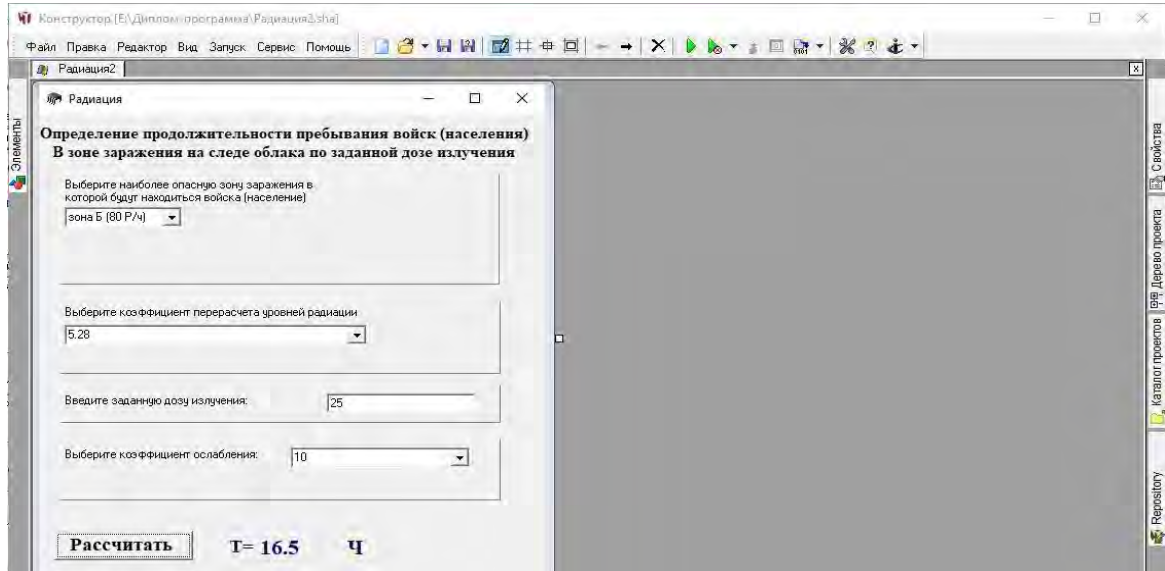 Конструктор [E:\Диплом-программа\Радиация2.sha]
Файл Правка Редактор Вид Запуск Сервис Помощь
Радиация2
Радиация
Определение продолжительности пребывания войск (населения)
В зоне заражения на следе облака по заданной дозе излучения
Выберите наиболее опасную зону заражения в
которой будут находиться войска (население)
зона Б (80 Р/ч)
Выберите коэффициент перерасчета уровней радиации
5.28
Введите заданную дозу излучения: 25
Выберите коэффициент ослабления: 10
Рассчитать T= 16.5 Ч
Элементы
Свойства
Дерево проекта
Каталог проектов
Repository